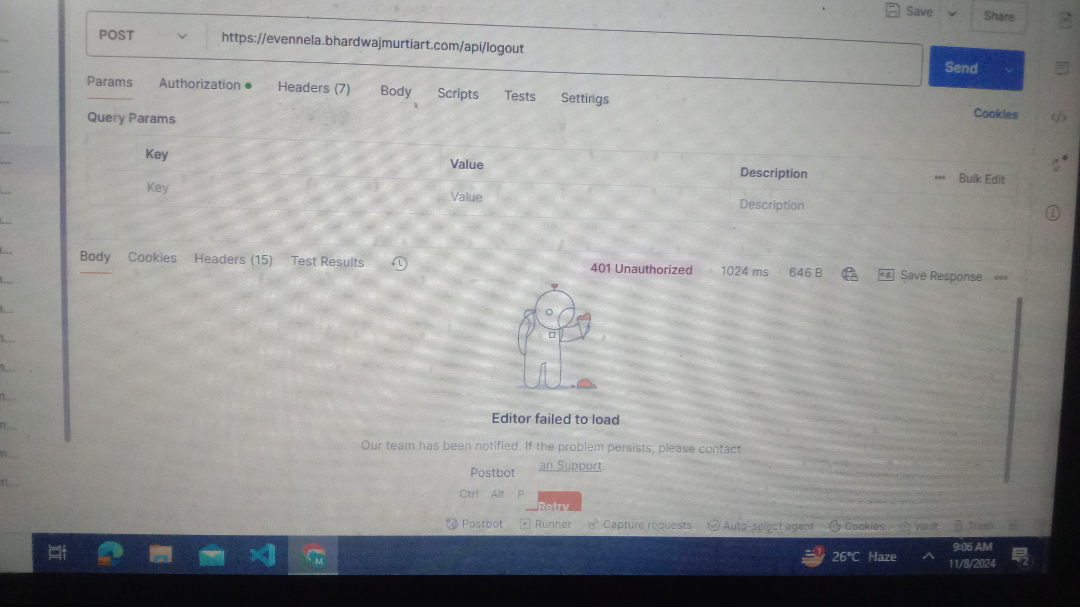 Save
Share
POST
https://evennela.bhardwajmurtiart.com/api/logout
Send
Params Authorization Headers (7) Body Scripts Tests Settings
Cookies
Query Params
Key Value Description Bulk Edit
Key Value Description
Body Cookies Headers (15) Test Results
401 Unauthorized 1024 ms 646 B Save Response
Editor failed to load
Our team has been notified. If the problem persists, please contact
an Support.
Postbot
Ctrl Alt P
Retry
Postbot Runner Capture requests Auto-select agent Cookies Vault Trash
26°C Haze
9:06 AM
11/8/2024